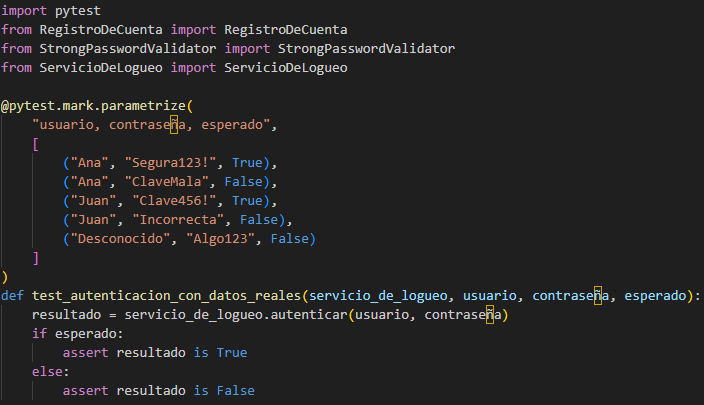 import pytest
from RegistroDeCuenta import RegistroDeCuenta
from StrongPasswordValidator import StrongPasswordValidator
from ServicioDeLogueo import ServicioDeLogueo

@pytest.mark.parametrize(
    "usuario, contraseña, esperado",
    [
        ("Ana", "Segura123!", True),
        ("Ana", "ClaveMala", False),
        ("Juan", "Clave456!", True),
        ("Juan", "Incorrecta", False),
        ("Desconocido", "Algo123", False)
    ]
)
def test_autenticacion_con_datos_reales(servicio_de_logueo, usuario, contraseña, esperado):
    resultado = servicio_de_logueo.autenticar(usuario, contraseña)
    if esperado:
        assert resultado is True
    else:
        assert resultado is False